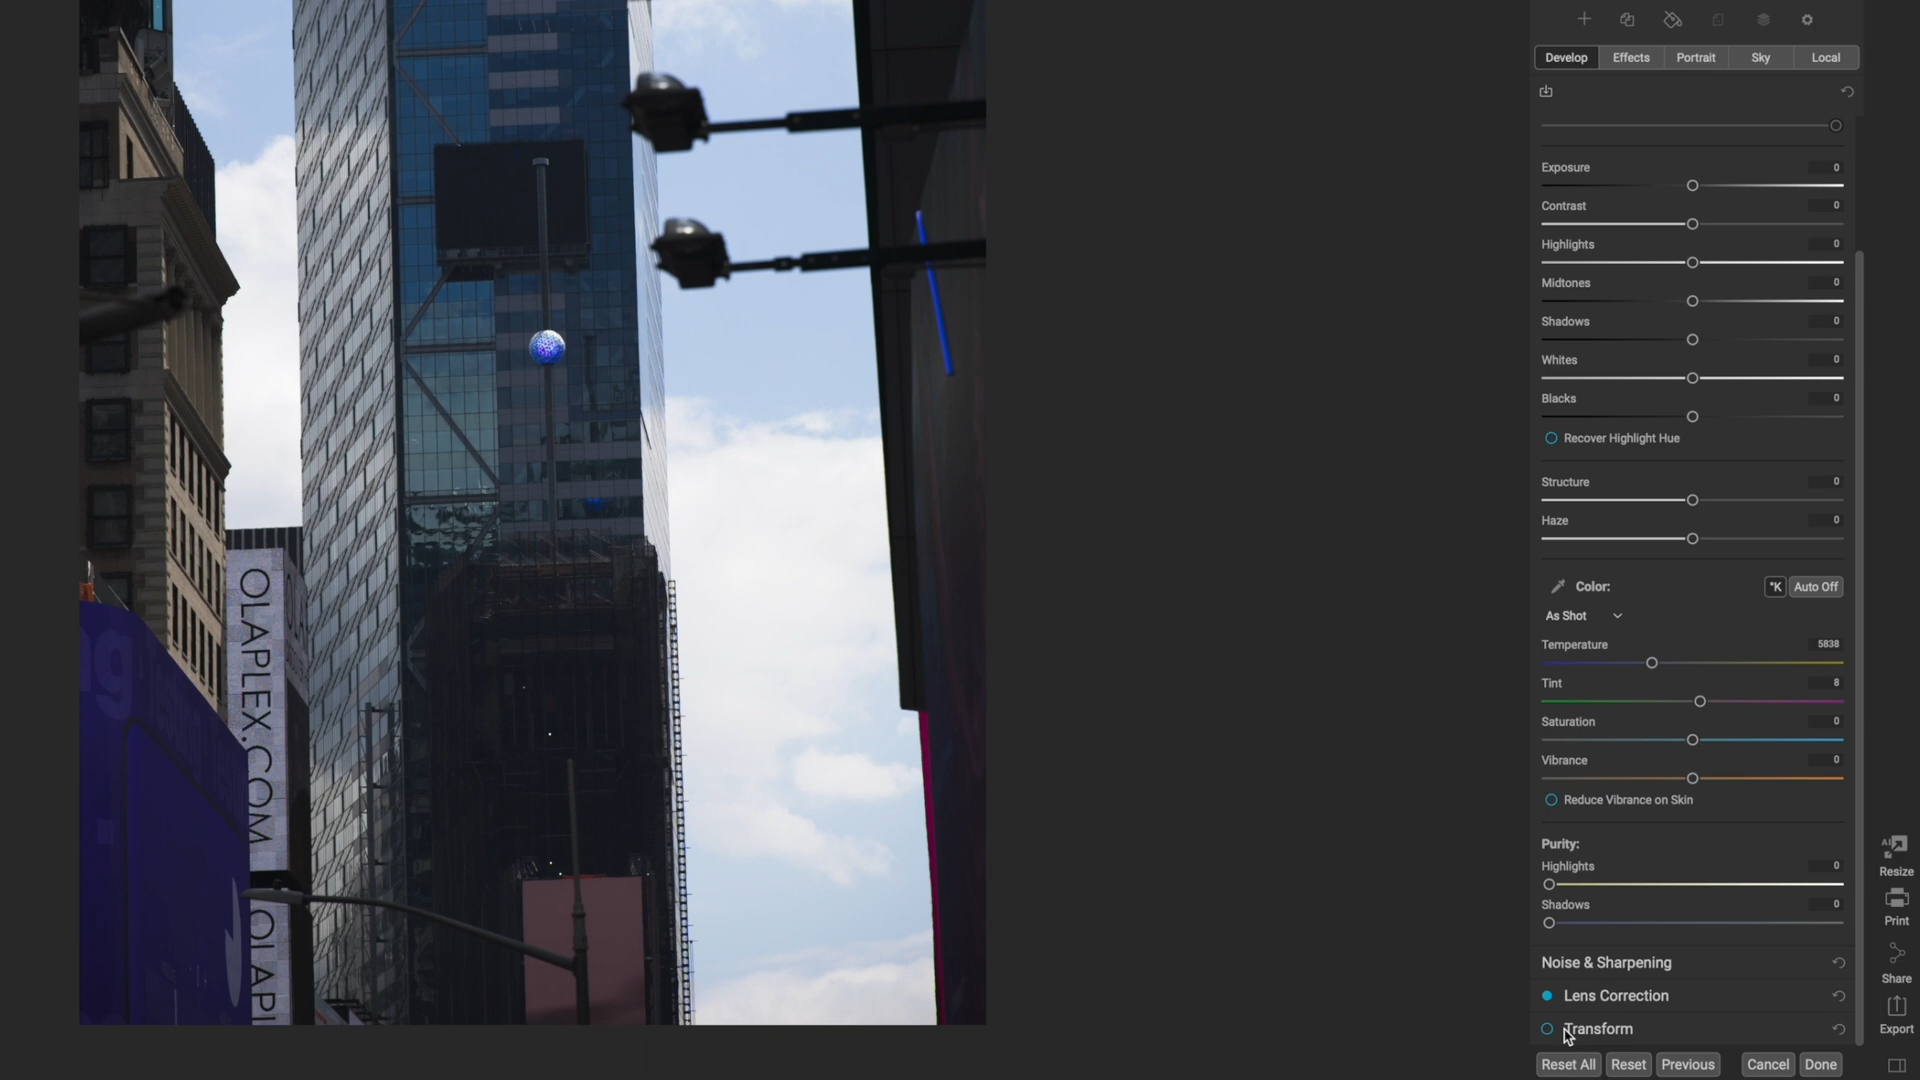 Develop
Effects
Portrait
Sky
Local
Exposure 0
Contrast 0
Highlights 0
Midtones 0
Shadows 0
Whites 0
Blacks 0
Recover Highlight Hue
Structure 0
Haze 0
Color: °K Auto Off
As Shot
Temperature 5838
Tint 8
Saturation 0
Vibrance 0
Reduce Vibrance on Skin
Purity:
Highlights 0
Shadows 0
Noise & Sharpening
Lens Correction
Transform
Reset All Reset Previous Cancel Done
AI
Resize
Print
Share
Export
OLAPLEX.COM
OLAPL
ng